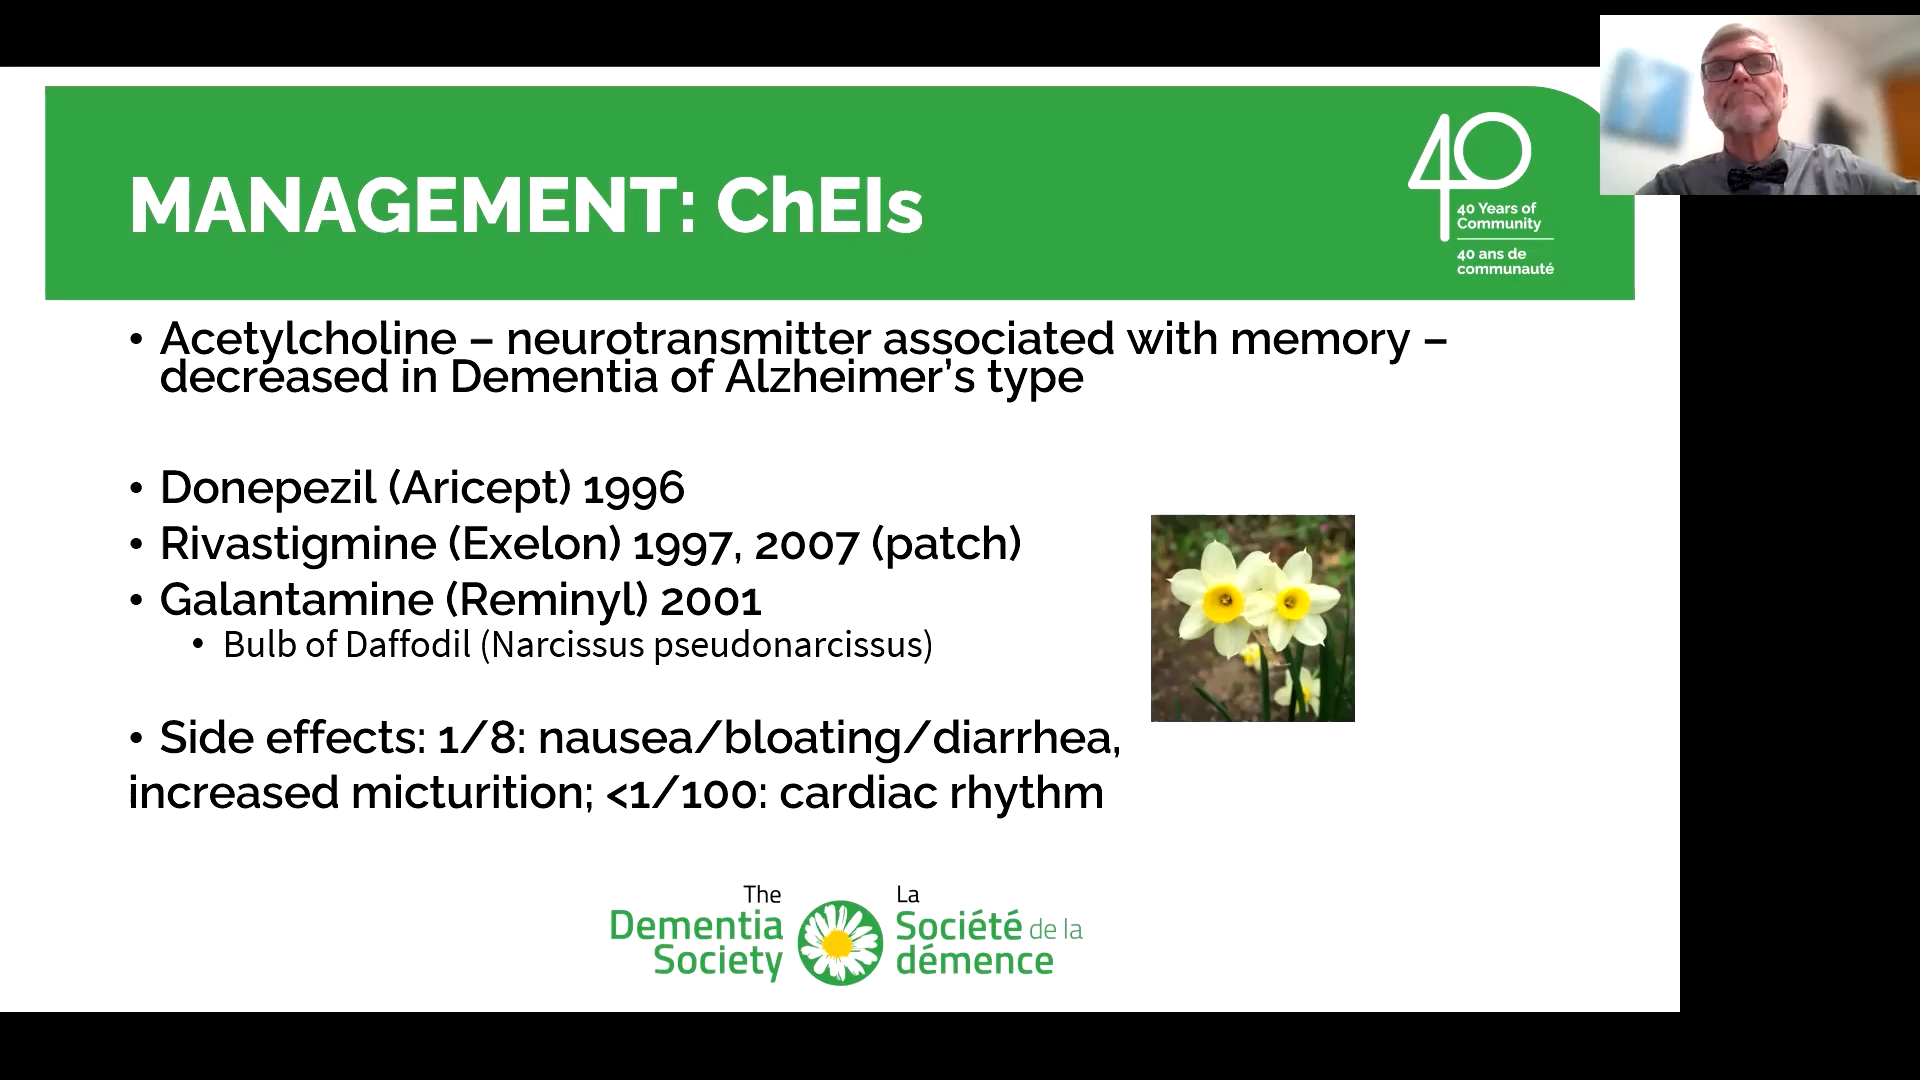 MANAGEMENT: ChEIs
40
40 Years of
Community
40 ans de
communauté
• Acetylcholine – neurotransmitter associated with memory –
decreased in Dementia of Alzheimer’s type
• Donepezil (Aricept) 1996
• Rivastigmine (Exelon) 1997, 2007 (patch)
• Galantamine (Reminyl) 2001
• Bulb of Daffodil (Narcissus pseudonarcissus)
• Side effects: 1/8: nausea/bloating/diarrhea,
increased micturition; <1/100: cardiac rhythm
The
Dementia
Society
La
Société de la
démence